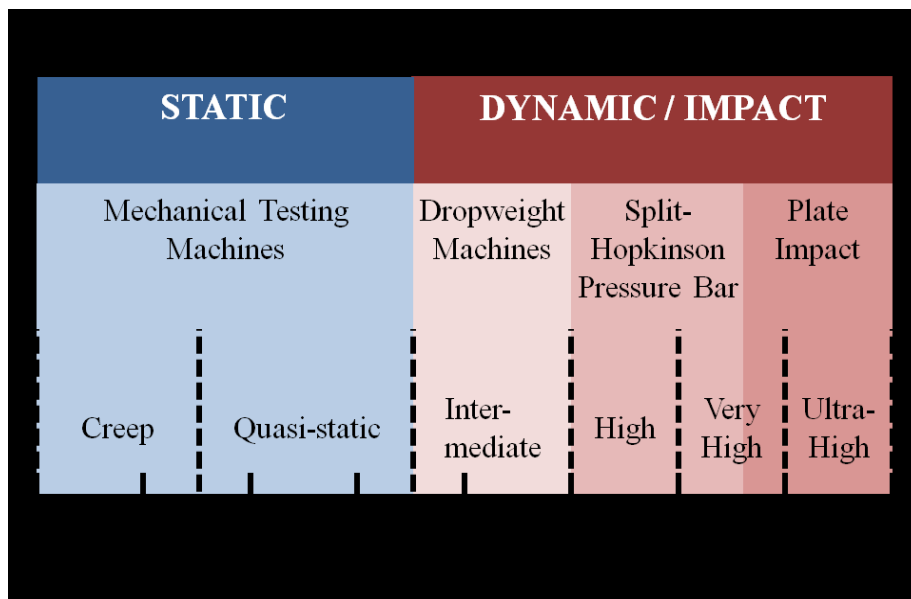 STATIC
DYNAMIC / IMPACT
Mechanical Testing
Machines
Dropweight
Machines
Split-
Hopkinson
Pressure Bar
Plate
Impact
Creep
Quasi-static
Inter-
mediate
High
Very
High
Ultra-
High